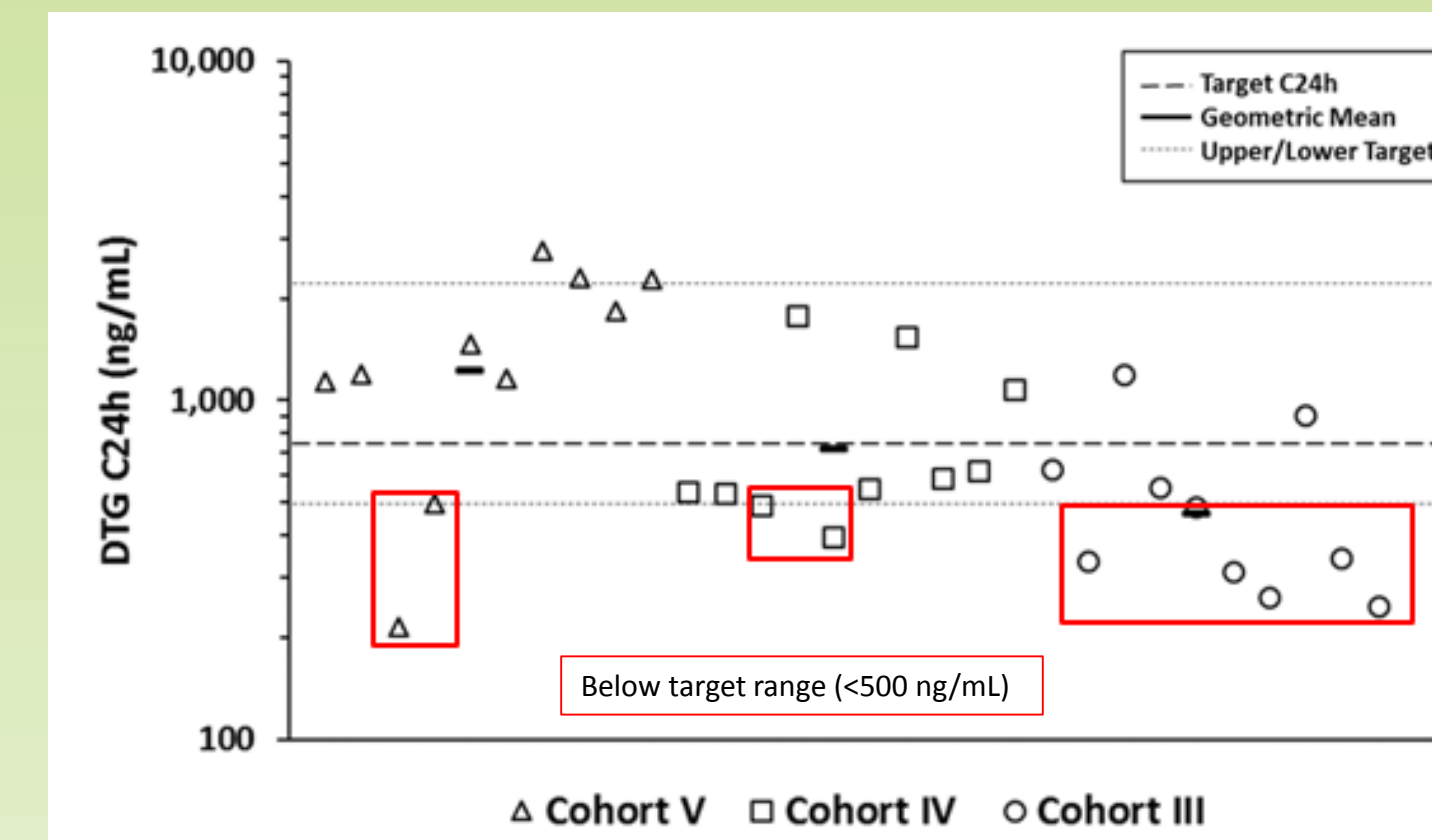 10,000
Target C24h
Geometric Mean
Upper/Lower Target
DTG C24h (ng/mL)
1,000
Below target range (<500 ng/mL)
100
Cohort V Cohort IV Cohort III